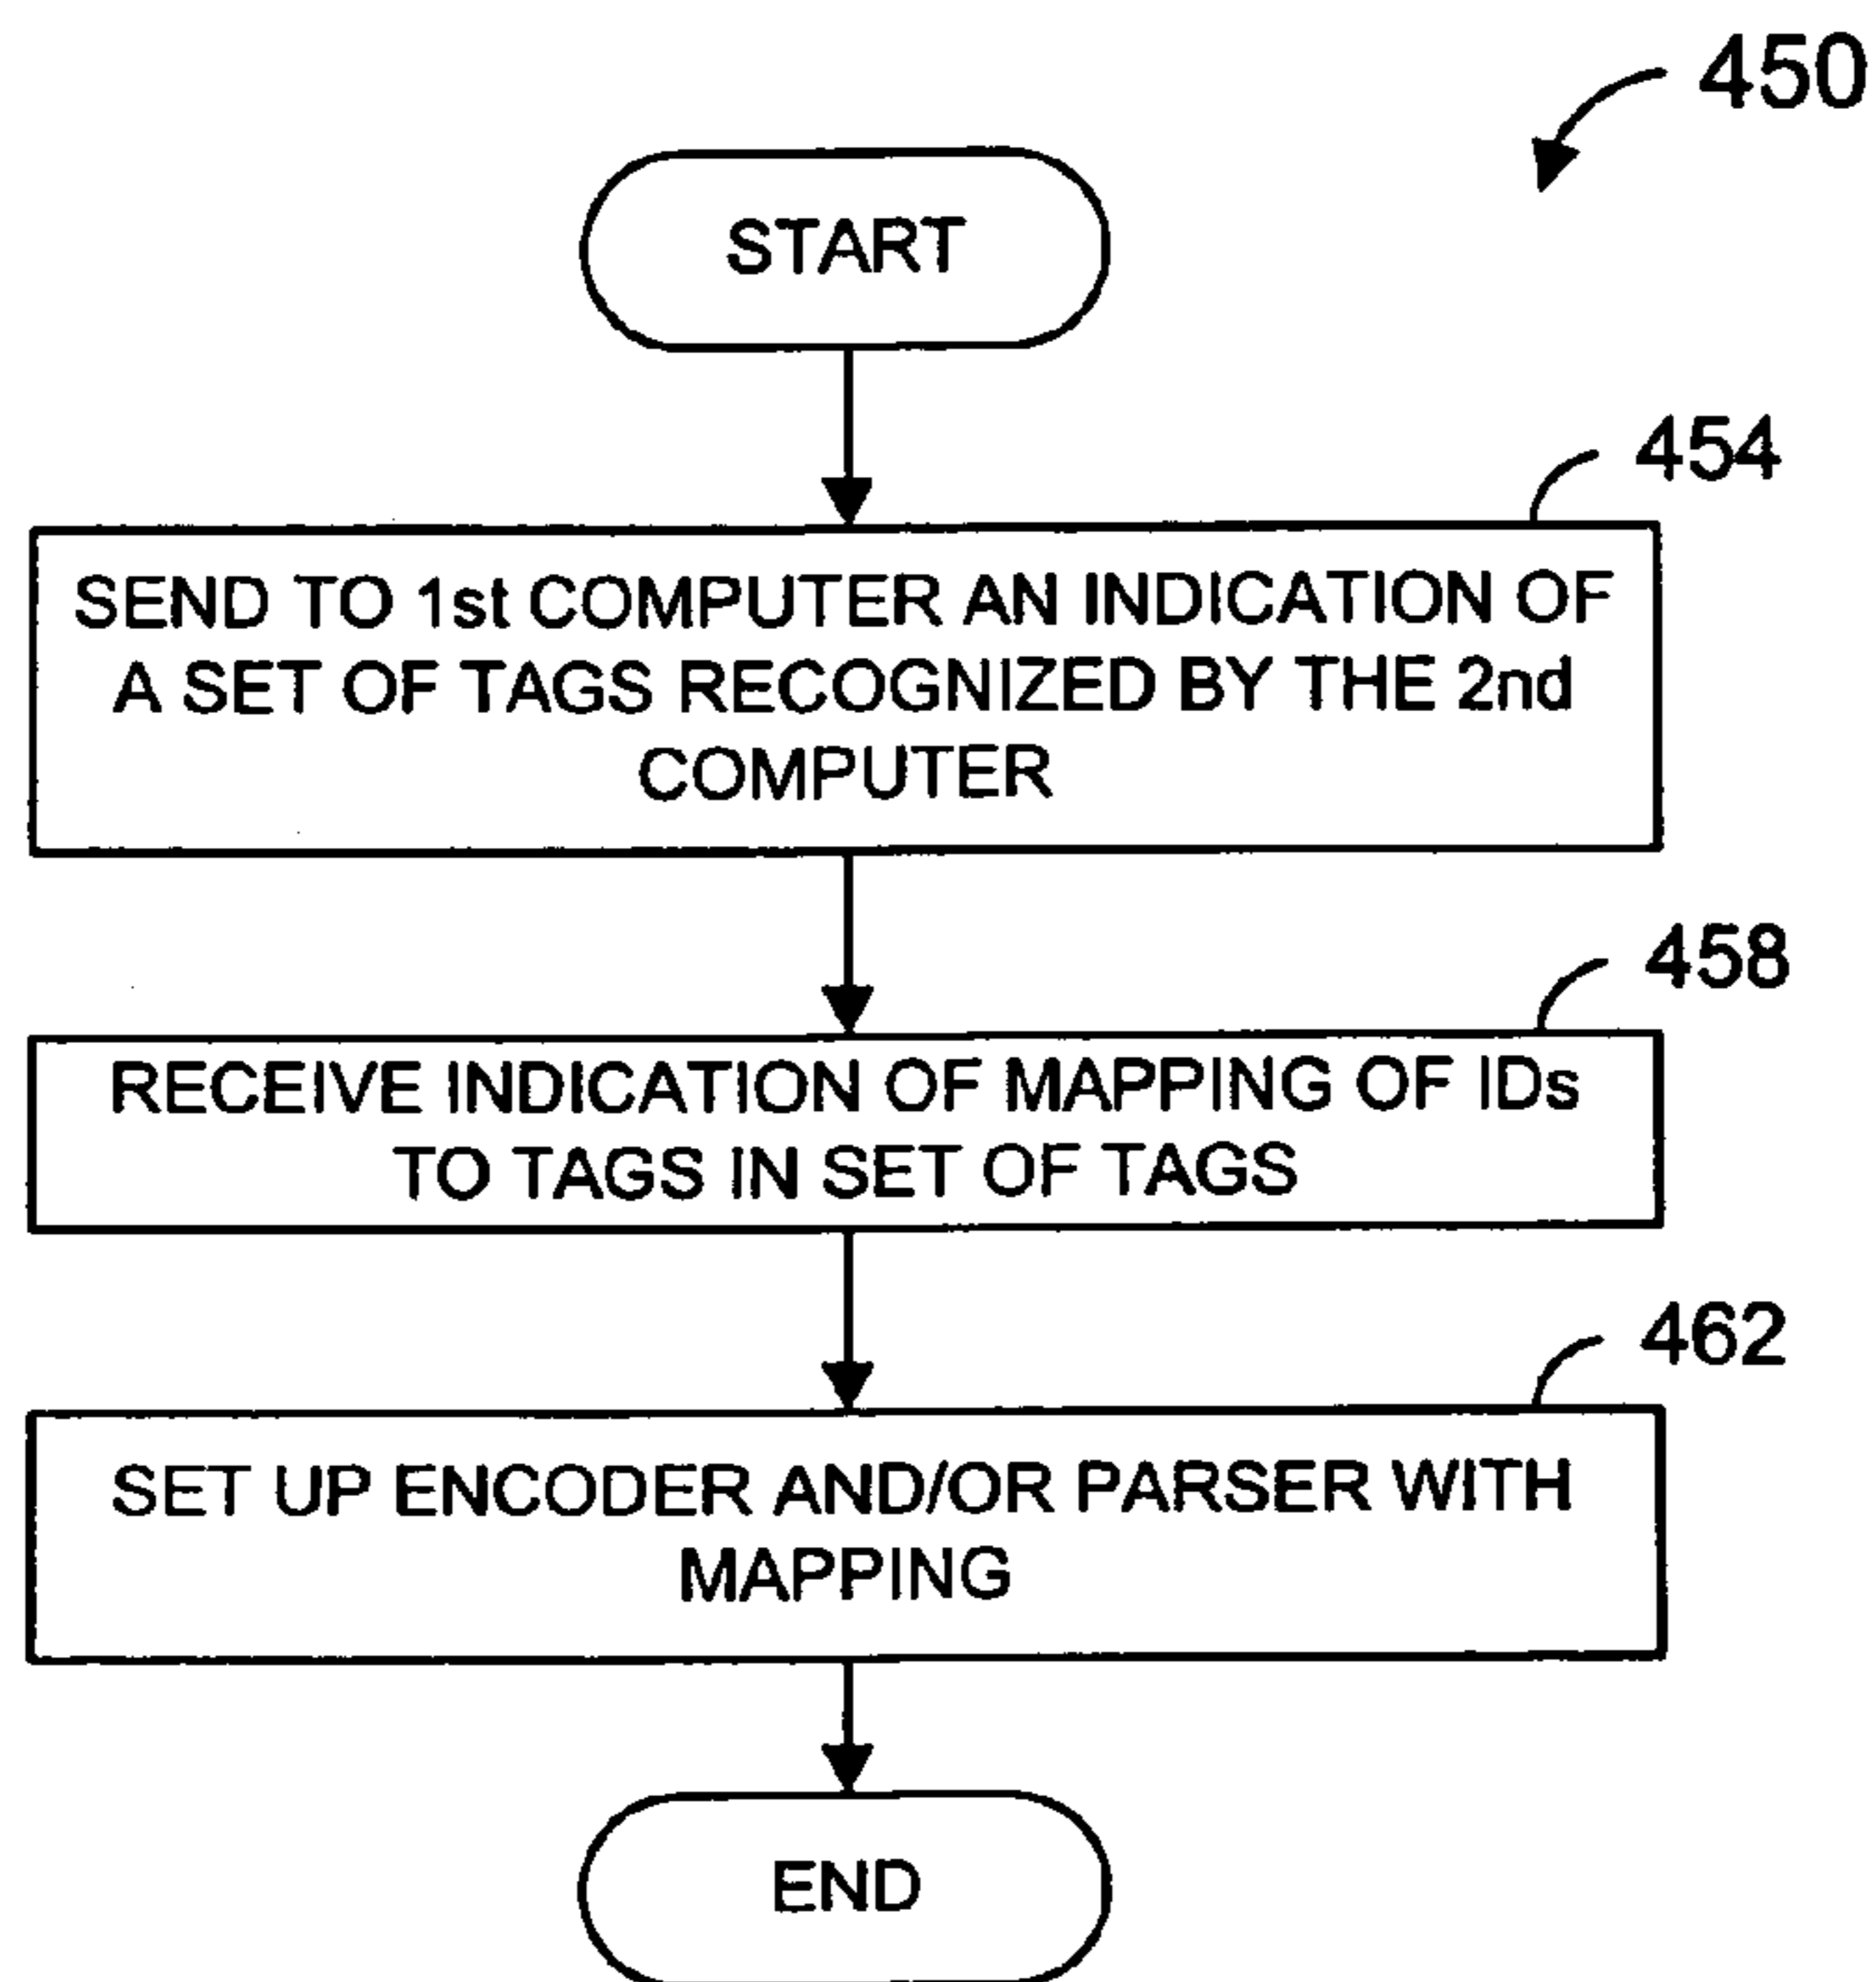 450
START
454
SEND TO 1st COMPUTER AN INDICATION OF
A SET OF TAGS RECOGNIZED BY THE 2nd
COMPUTER
458
RECEIVE INDICATION OF MAPPING OF IDs
TO TAGS IN SET OF TAGS
462
SET UP ENCODER AND/OR PARSER WITH
MAPPING
END